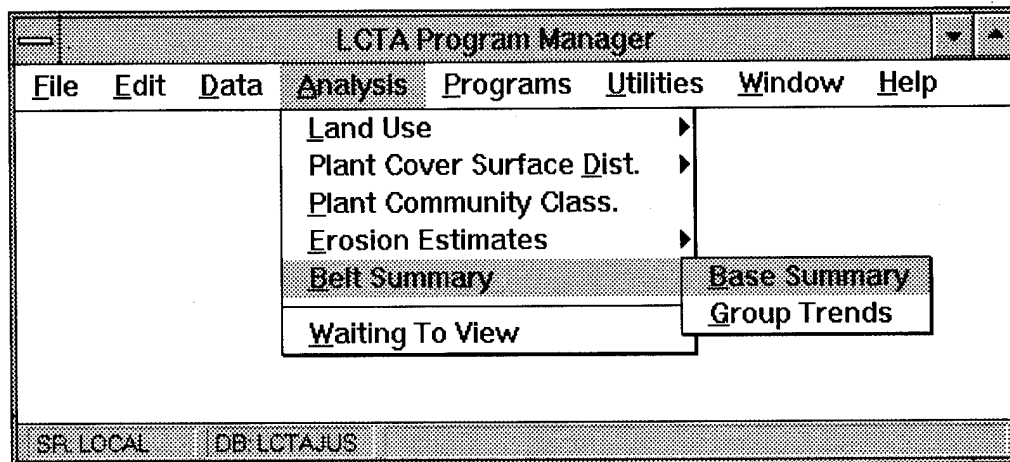 LCTA Program Manager
File Edit Data Analysis Programs Utilities Window Help
Land Use
Plant Cover Surface Dist.
Plant Community Class.
Erosion Estimates
Belt Summary Base Summary
Group Trends
Waiting To View
SR: LOCAL DB: LCTAJUS